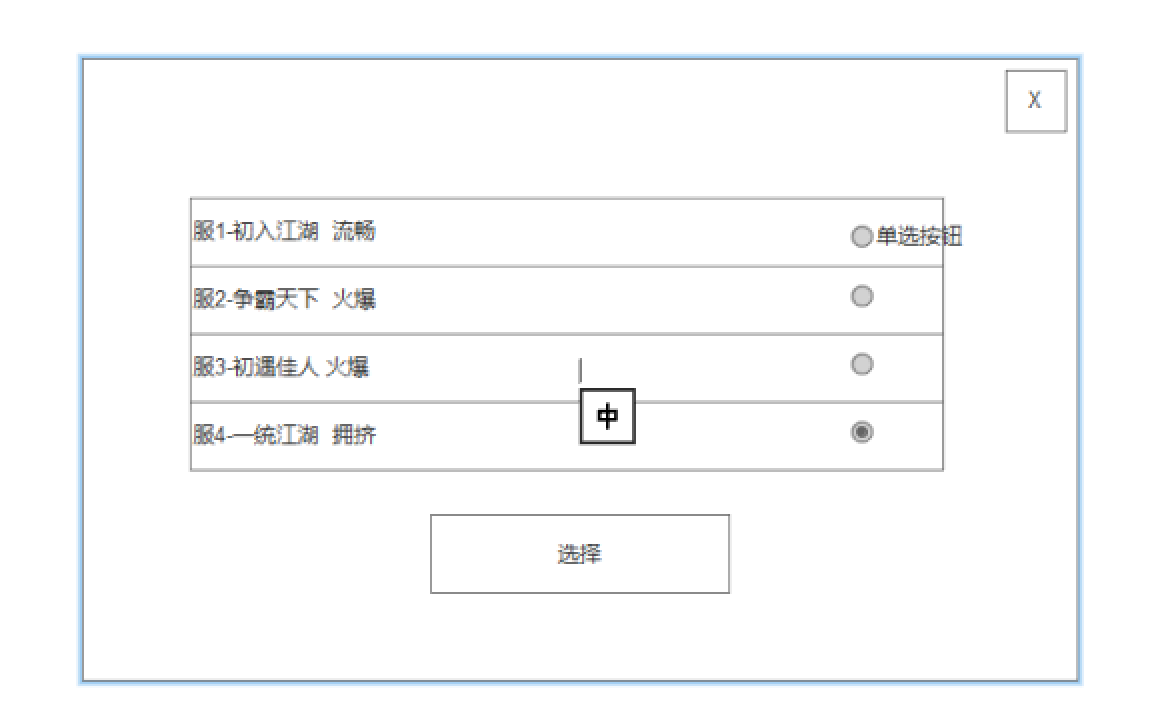 X
服1-初入江湖 流畅 单选按钮
服2-争霸天下 火爆
服3-初遇佳人 火爆
中
服4-一统江湖 拥挤
选择